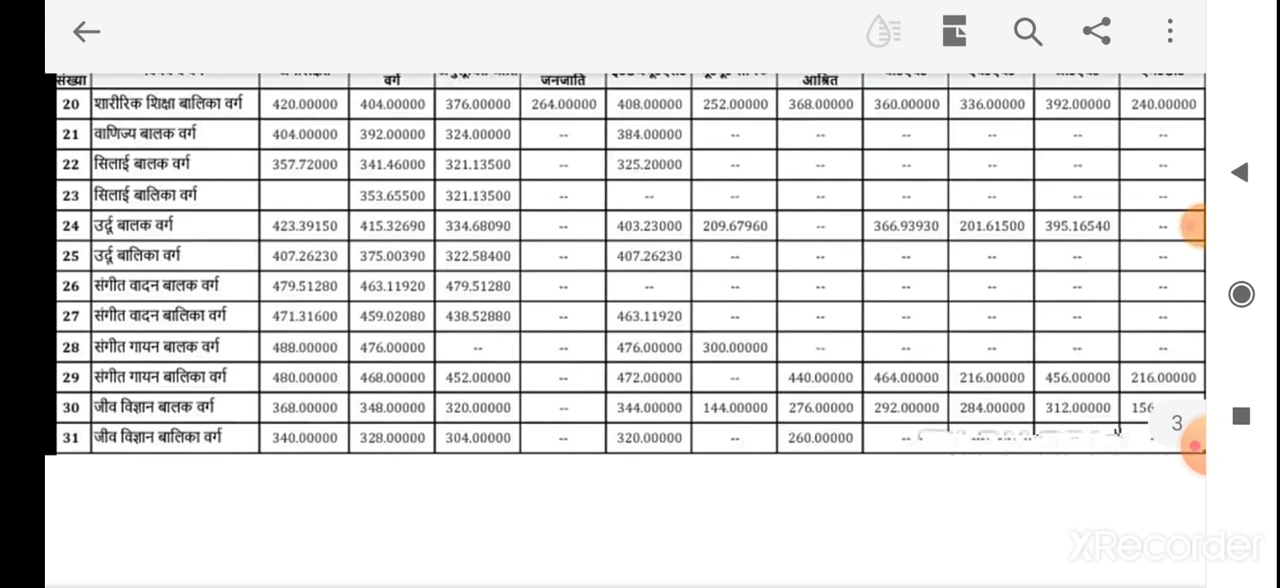 संख्या वर्ग जनजाति आश्रित
20 शारीरिक शिक्षा बालिका वर्ग 420.00000 404.00000 376.00000 264.00000 408.00000 252.00000 368.00000 360.00000 336.00000 392.00000 240.00000
21 वाणिज्य बालक वर्ग 404.00000 392.00000 324.00000 -- 384.00000 -- -- -- -- -- --
22 सिलाई बालक वर्ग 357.72000 341.46000 321.13500 -- 325.20000 -- -- -- -- -- --
23 सिलाई बालिका वर्ग 353.65500 321.13500 -- -- -- -- -- -- -- --
24 उर्दू बालक वर्ग 423.39150 415.32690 334.68090 -- 403.23000 209.67960 -- 366.93930 201.61500 395.16540 --
25 उर्दू बालिका वर्ग 407.26230 375.00390 322.58400 -- 407.26230 -- -- -- -- -- --
26 संगीत वादन बालक वर्ग 479.51280 463.11920 479.51280 -- -- -- -- -- -- -- --
27 संगीत वादन बालिका वर्ग 471.31600 459.02080 438.52880 -- 463.11920 -- -- -- -- -- --
28 संगीत गायन बालक वर्ग 488.00000 476.00000 -- -- 476.00000 300.00000 -- -- -- -- --
29 संगीत गायन बालिका वर्ग 480.00000 468.00000 452.00000 -- 472.00000 -- 440.00000 464.00000 216.00000 456.00000 216.00000
30 जीव विज्ञान बालक वर्ग 368.00000 348.00000 320.00000 -- 344.00000 144.00000 276.00000 292.00000 284.00000 312.00000
31 जीव विज्ञान बालिका वर्ग 340.00000 328.00000 304.00000 -- 320.00000 -- 260.00000
3
XRecorder